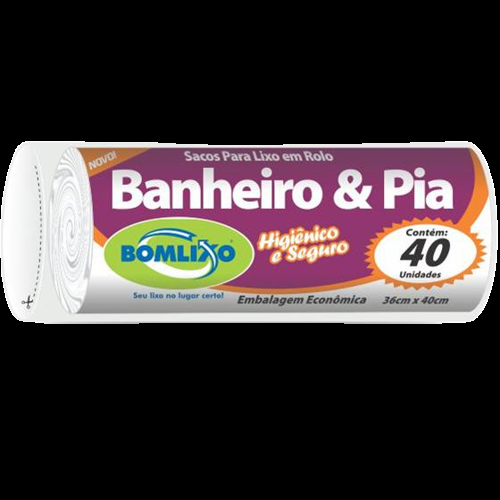 NOVO!
Sacos Para Lixo em Rolo
Banheiro & Pia
BOMLIXO
Seu lixo no lugar certo!
Higiênico
e Seguro
Contém:
40
Unidades
Embalagem Econômica 36cm x 40cm